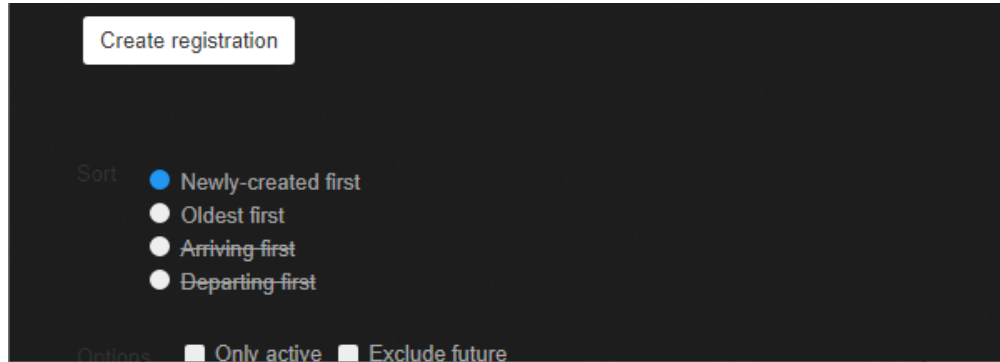 Create registration
Sort
Newly-created first
Oldest first
Arriving first
Departing first
Options Only active Exclude future